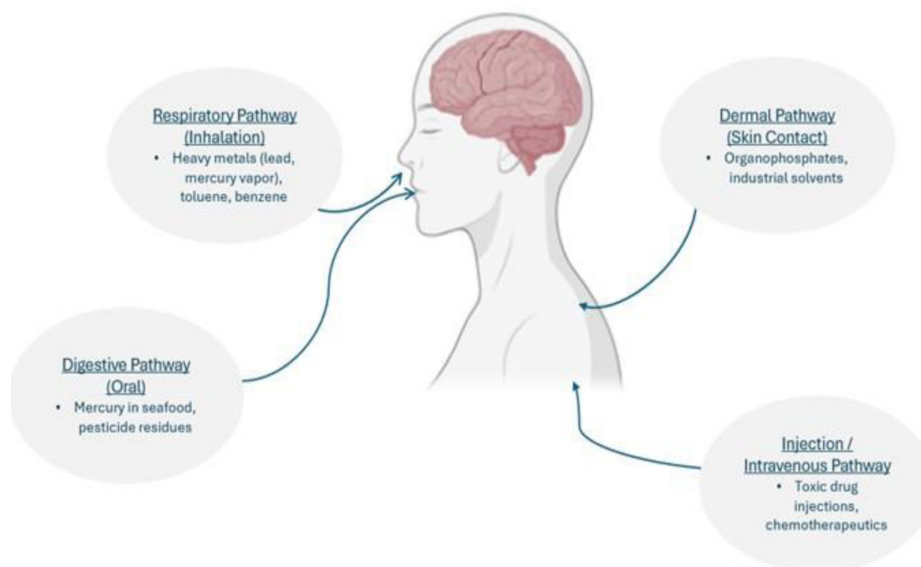 Respiratory Pathway
(Inhalation)
• Heavy metals (lead,
mercury vapor),
toluene, benzene
Dermal Pathway
(Skin Contact)
• Organophosphates,
industrial solvents
Digestive Pathway
(Oral)
• Mercury in seafood,
pesticide residues
Injection /
Intravenous Pathway
• Toxic drug
injections,
chemotherapeutics